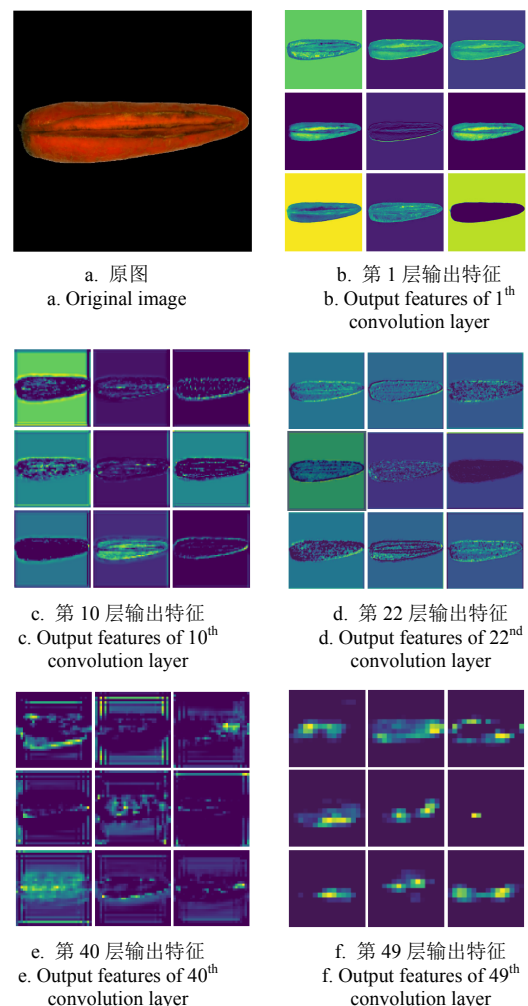 a. 原图
a. Original image
b. 第 1 层输出特征
b. Output features of 1th
convolution layer
c. 第 10 层输出特征
c. Output features of 10th
convolution layer
d. 第 22 层输出特征
d. Output features of 22nd
convolution layer
e. 第 40 层输出特征
e. Output features of 40th
convolution layer
f. 第 49 层输出特征
f. Output features of 49th
convolution layer